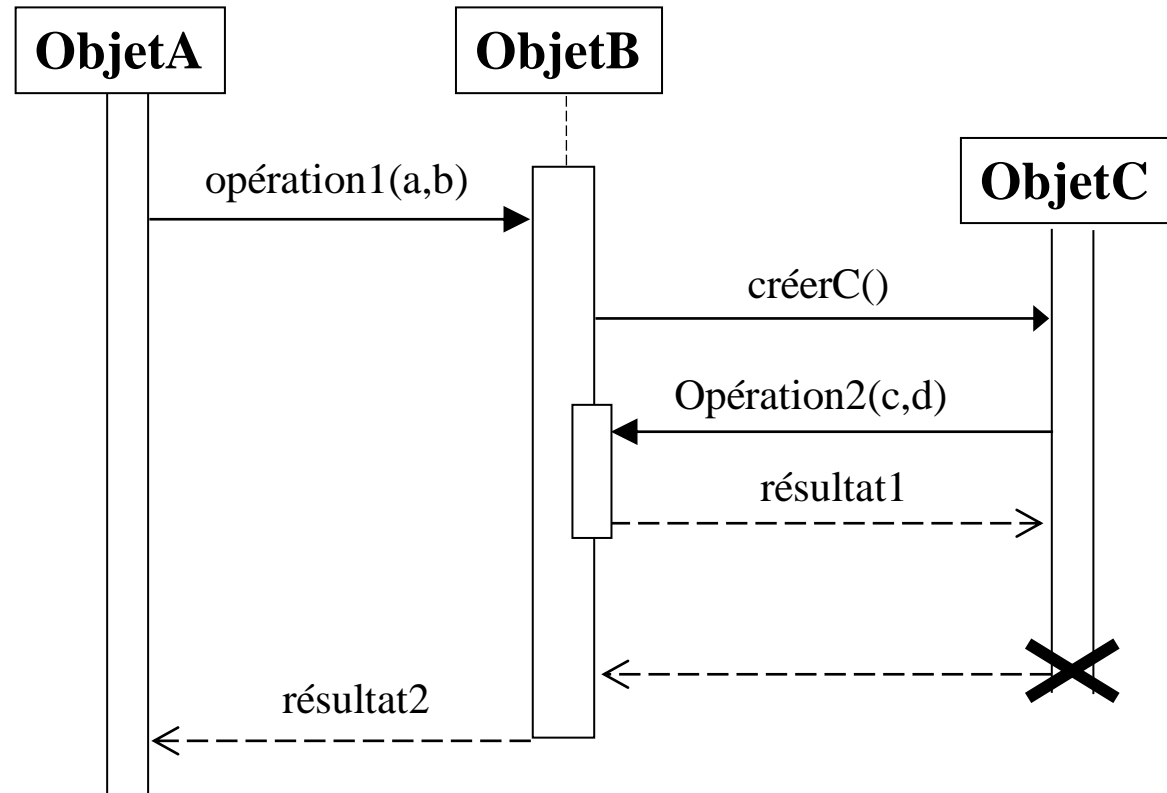 ObjetA
ObjetB
ObjetC
opération1(a,b)
créerC()
Opération2(c,d)
résultat1
résultat2